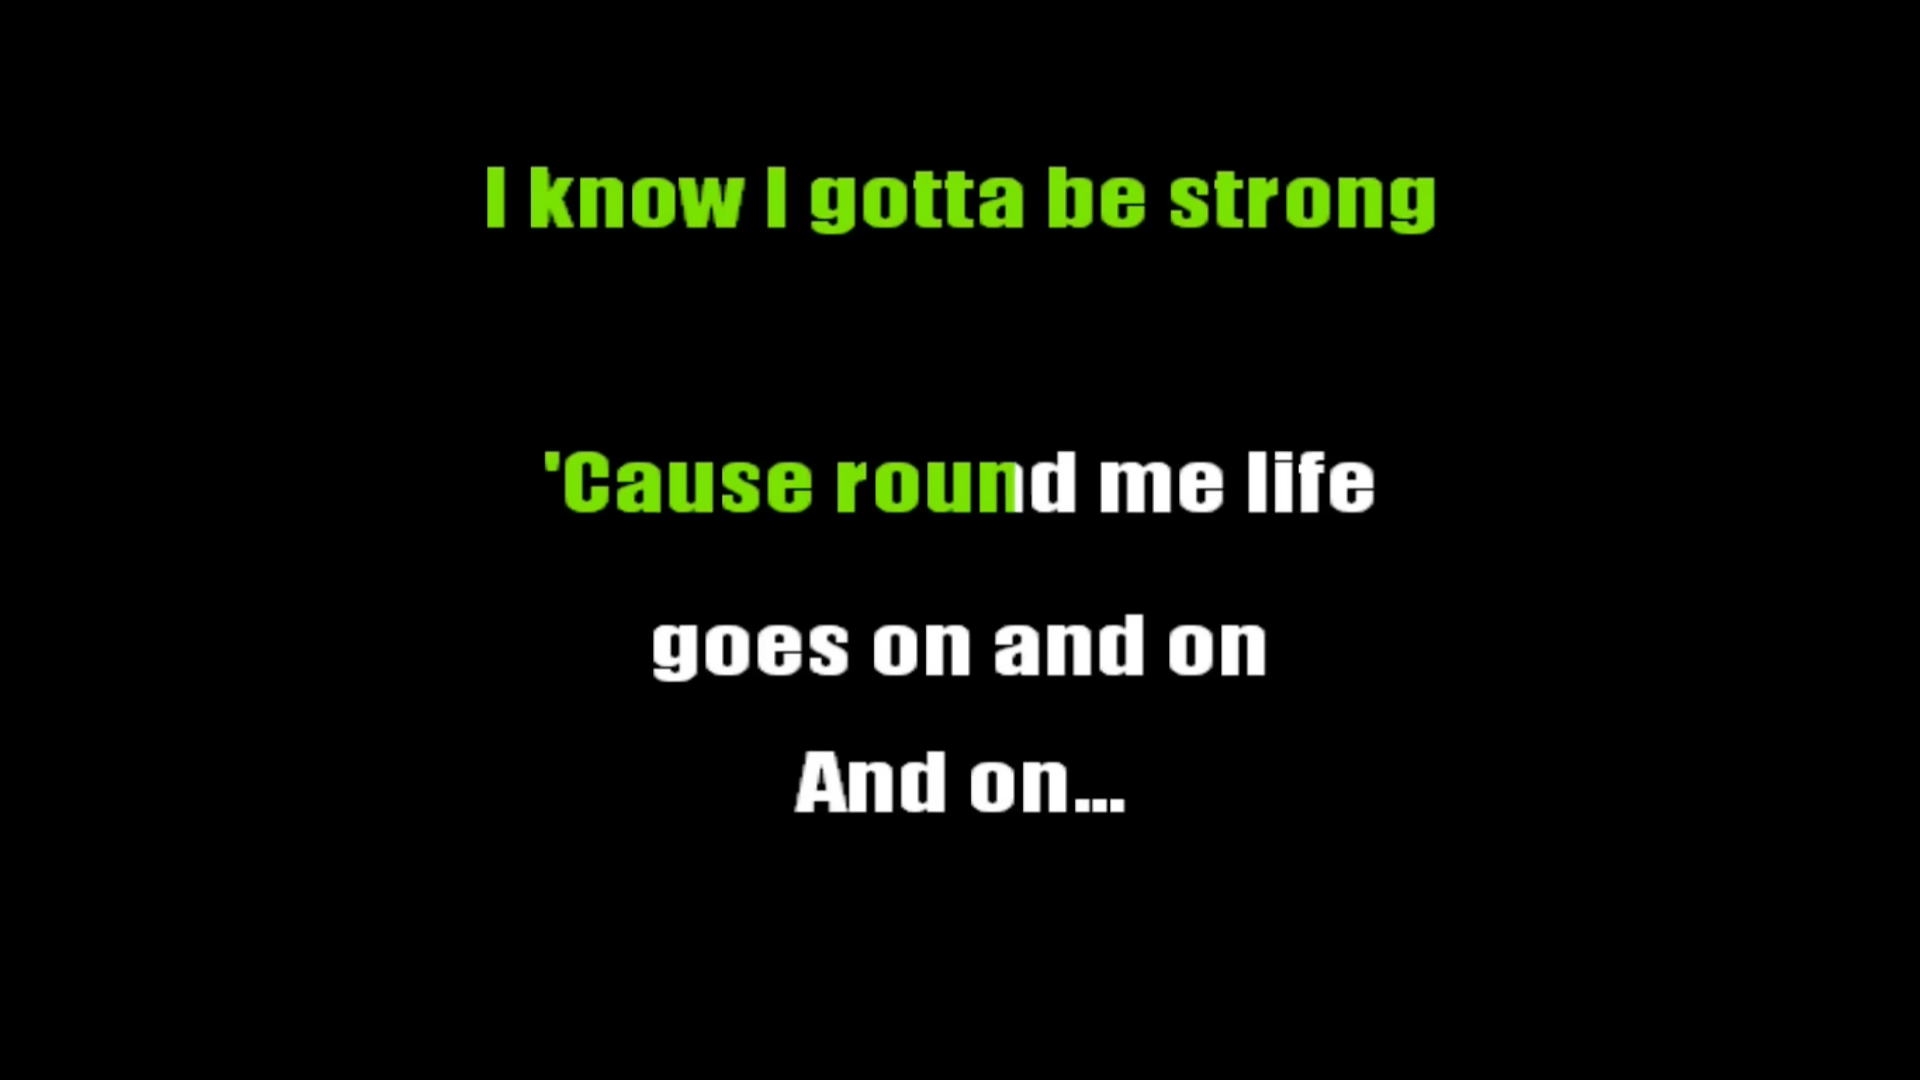 I know I gotta be strong
'Cause round me life
goes on and on
And on...